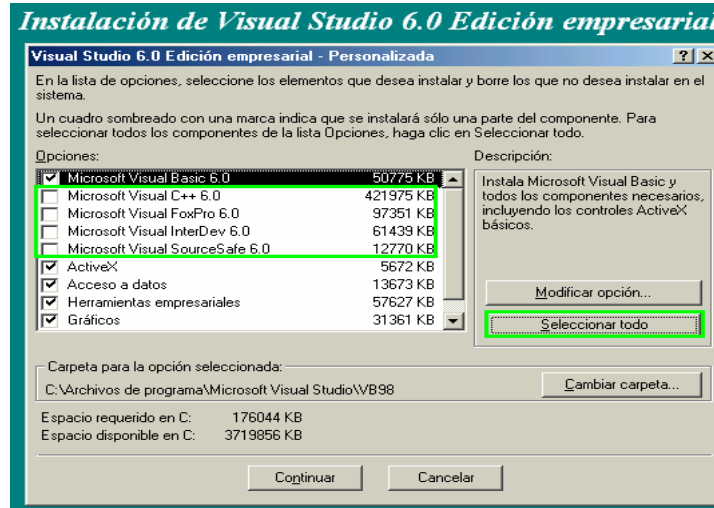 Instalación de Visual Studio 6.0 Edición empresarial
Visual Studio 6.0 Edición empresarial - Personalizada
En la lista de opciones, seleccione los elementos que desea instalar y borre los que no desea instalar en el
sistema.
Un cuadro sombreado con una marca indica que se instalará sólo una parte del componente. Para
seleccionar todos los componentes de la lista Opciones, haga clic en Seleccionar todo.
Opciones:
Microsoft Visual Basic 6.0 50775 KB
Microsoft Visual C++ 6.0 421975 KB
Microsoft Visual FoxPro 6.0 97351 KB
Microsoft Visual InterDev 6.0 61439 KB
Microsoft Visual SourceSafe 6.0 12770 KB
ActiveX 5672 KB
Acceso a datos 13673 KB
Herramientas empresariales 57627 KB
Gráficos 31361 KB
Descripción:
Instala Microsoft Visual Basic y
todos los componentes necesarios,
incluyendo los controles ActiveX
básicos.
Modificar opción...
Seleccionar todo
Carpeta para la opción seleccionada:
C:\Archivos de programa\Microsoft Visual Studio\VB98
Cambiar carpeta...
Espacio requerido en C: 176044 KB
Espacio disponible en C: 3719856 KB
Continuar
Cancelar